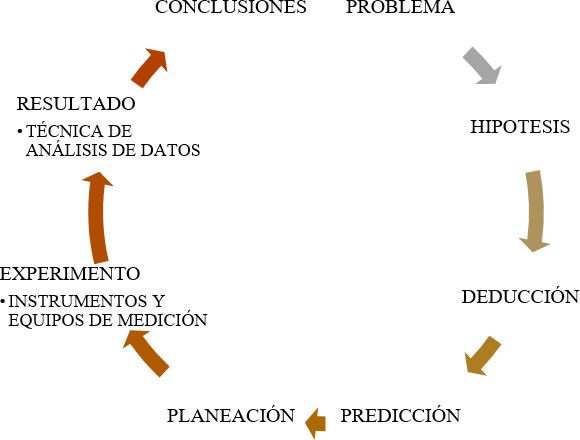 PROBLEMA
HIPOTESIS
DEDUCCIÓN
PREDICCIÓN
PLANEACIÓN
EXPERIMENTO
• INSTRUMENTOS Y
EQUIPOS DE MEDICIÓN
RESULTADO
• TÉCNICA DE
ANÁLISIS DE DATOS
CONCLUSIONES